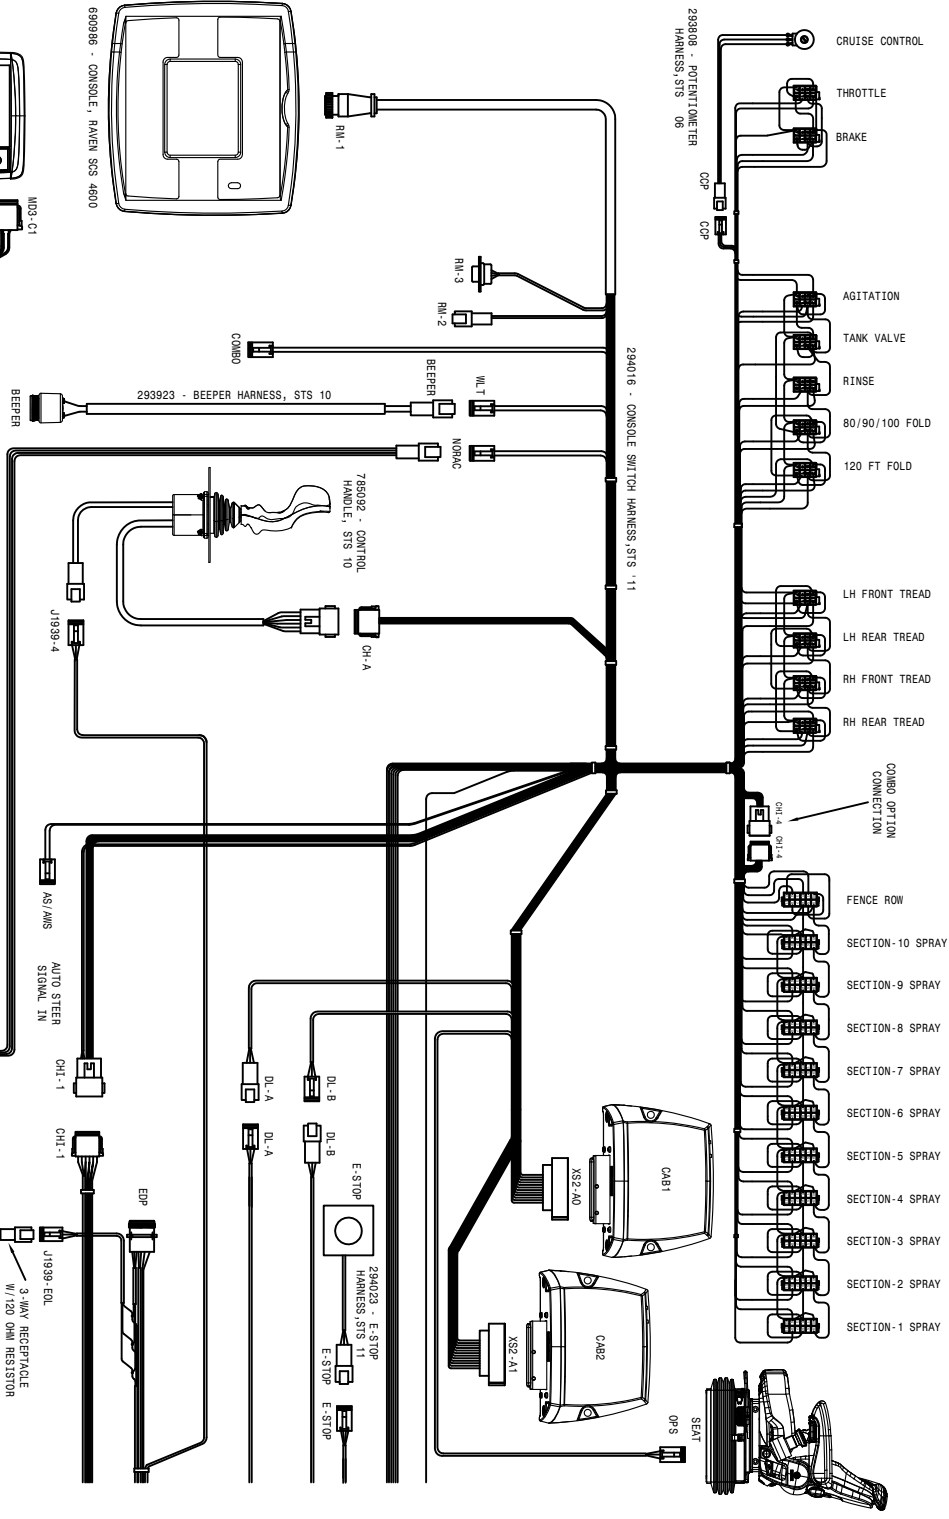 CRUISE CONTROL
THROTTLE
BRAKE
AGITATION
TANK VALVE
RINSE
80/90/100 FOLD
120 FT FOLD
LH FRONT TREAD
LH REAR TREAD
RH FRONT TREAD
RH REAR TREAD
FENCE ROW
SECTION-10 SPRAY
SECTION-9 SPRAY
SECTION-8 SPRAY
SECTION-7 SPRAY
SECTION-6 SPRAY
SECTION-5 SPRAY
SECTION-4 SPRAY
SECTION-3 SPRAY
SECTION-2 SPRAY
SECTION-1 SPRAY
293808 - POTENTIOMETER
HARNESS,STS 06
CCP
CCP
COMBO OPTION
CONNECTION
CHI-4
CHI-4
690986 - CONSOLE, RAVEN SCS 4600
RM-1
MD3-C1
RM-3
RM-2
COMBO
294016 - CONSOLE SWITCH HARNESS,STS '11
BEEPER
293923 - BEEPER HARNESS, STS 10
BEEPER
WLT
NORAC
785092 - CONTROL
HANDLE, STS 10
J1939-4
CH-A
AS/AWS
AUTO STEER
SIGNAL IN
CHI-1
CHI-1
DL-A
DL-A
DL-B
DL-B
CAB1
XS2-A0
CAB2
XS2-A1
E-STOP
294023 - E-STOP
HARNESS,STS 11
E-STOP
E-STOP
OPS
SEAT
EDP
J1939-EOL
3-WAY RECEPTACLE
W/120 OHM RESISTOR